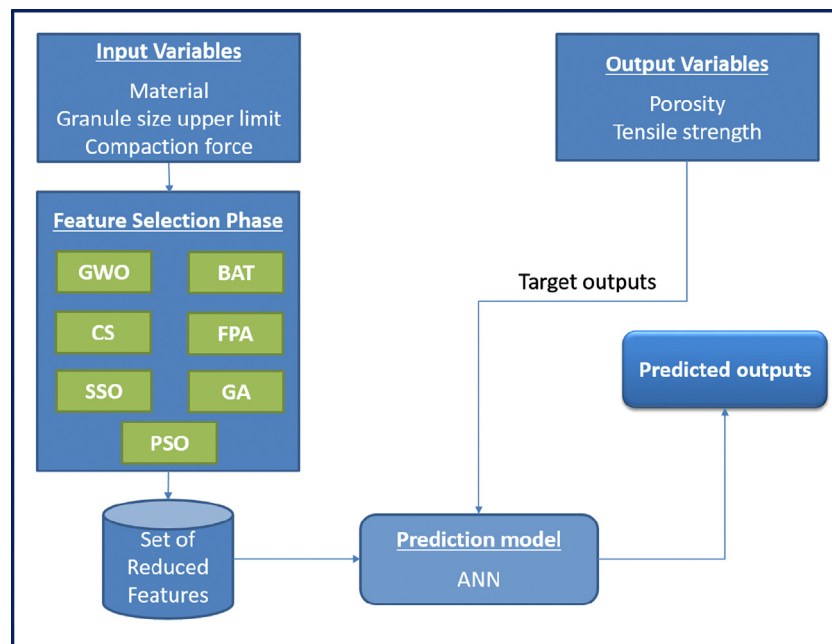 Input Variables
Material
Granule size upper limit
Compaction force
Output Variables
Porosity
Tensile strength
Feature Selection Phase
GWO
BAT
CS
FPA
SSO
GA
PSO
Target outputs
Predicted outputs
Set of
Reduced
Features
Prediction model
ANN